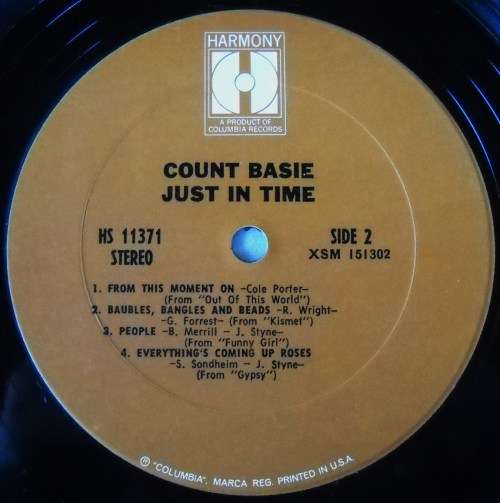 HARMONY
A PRODUCT OF
COLUMBIA RECORDS
COUNT BASIE
JUST IN TIME
HS 11371
STEREO
SIDE 2
XSM 151302
1. FROM THIS MOMENT ON -Cole Porter-
(From "Out Of This World")
2. BAUBLES, BANGLES AND BEADS -R. Wright-
-G. Forrest- (From "Kismet")
3. PEOPLE -B. Merrill - J. Styne-
(From "Funny Girl")
4. EVERYTHING'S COMING UP ROSES
-S. Sondheim - J. Styne-
(From "Gypsy")
℗ "COLUMBIA", MARCA REG. PRINTED IN U.S.A.